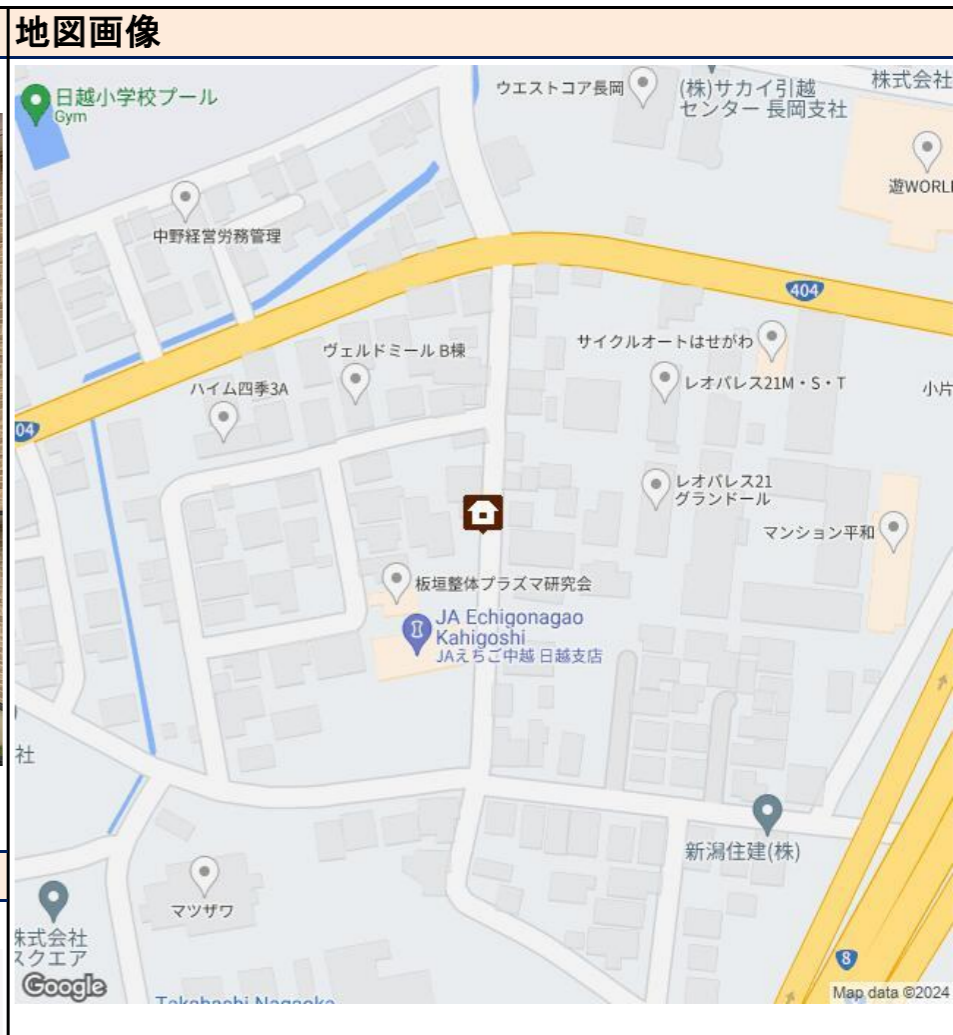 地図画像
日越小学校プール
Gym
ウエストコア長岡
(株)サカイ引越
センター 長岡支社
株式会社
遊WORL
中野経営労務管理
404
サイクルオートはせがわ
ヴェルドミール B棟
レオパレス21M・S・T
ハイム四季3A
小片
04
レオパレス21
グランドール
マンション平和
板垣整体プラズマ研究会
JA Echigonagao
Kahigoshi
JAえちご中越 日越支店
社
新潟住建(株)
マツザワ
株式会社
スクエア
8
Google
Takahashi Nagaoka
Map data ©2024